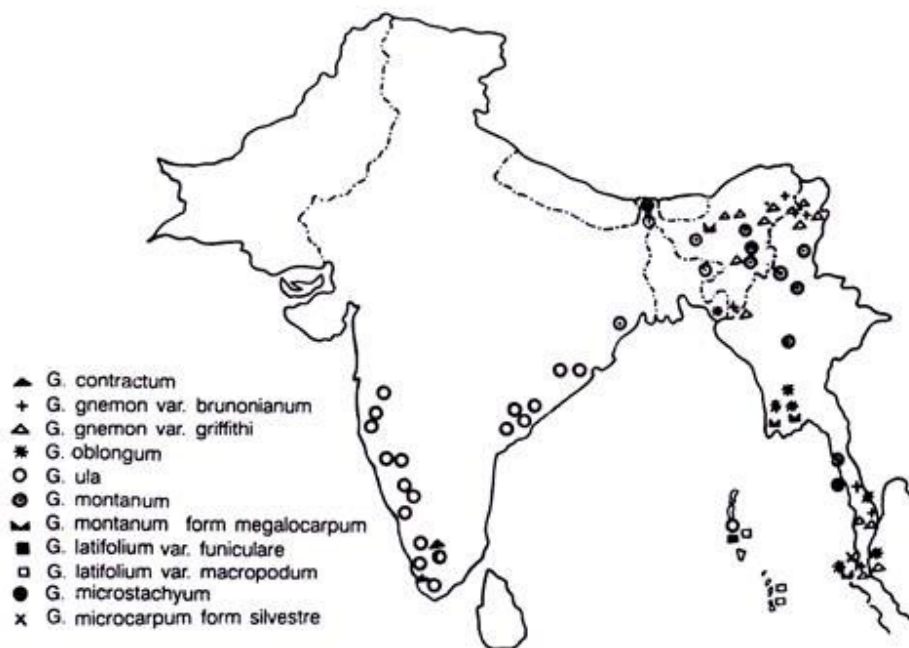 G. contractum
G. gnemon var. brunonianum
G. gnemon var. griffithi
G. oblongum
G. ula
G. montanum
G. montanum form megalocarpum
G. latifolium var. funiculare
G. latifolium var. macropodum
G. microstachyum
G. microcarpum form silvestre